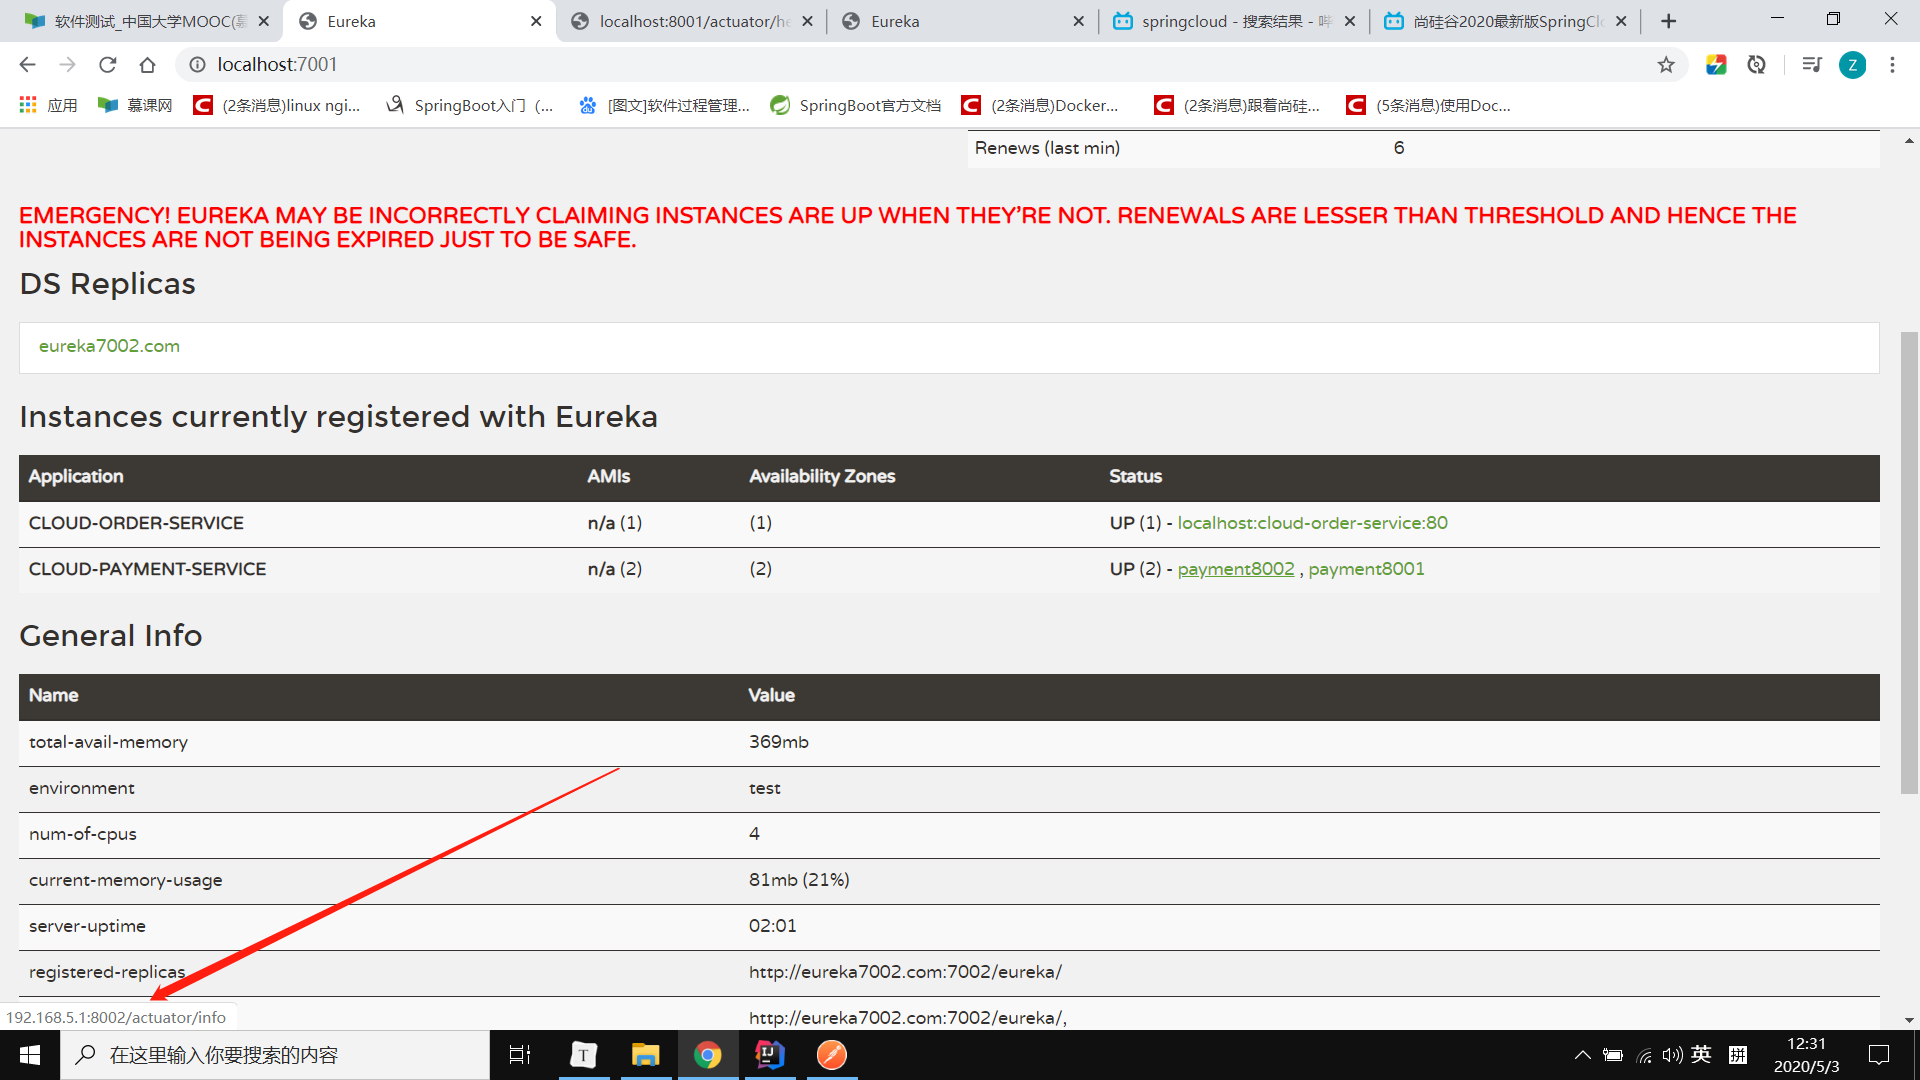 软件测试_中国大学MOOC(慕
Eureka
localhost:8001/actuator/he
Eureka
springcloud - 搜索结果 - 哔
尚硅谷2020最新版SpringClo
localhost:7001
Z
应用
慕课网
(2条消息)linux ngi...
SpringBoot入门（...
[图文]软件过程管理...
SpringBoot官方文档
(2条消息)Docker...
(2条消息)跟着尚硅...
(5条消息)使用Doc...
Renews (last min) 6
EMERGENCY! EUREKA MAY BE INCORRECTLY CLAIMING INSTANCES ARE UP WHEN THEY'RE NOT. RENEWALS ARE LESSER THAN THRESHOLD AND HENCE THE
INSTANCES ARE NOT BEING EXPIRED JUST TO BE SAFE.
DS Replicas
eureka7002.com
Instances currently registered with Eureka
Application AMIs Availability Zones Status
CLOUD-ORDER-SERVICE n/a (1) (1) UP (1) - localhost:cloud-order-service:80
CLOUD-PAYMENT-SERVICE n/a (2) (2) UP (2) - payment8002 , payment8001
General Info
Name Value
total-avail-memory 369mb
environment test
num-of-cpus 4
current-memory-usage 81mb (21%)
server-uptime 02:01
registered-replicas http://eureka7002.com:7002/eureka/
http://eureka7002.com:7002/eureka/,
192.168.5.1:8002/actuator/info
在这里输入你要搜索的内容
T
IJ
英
拼
12:31
2020/5/3